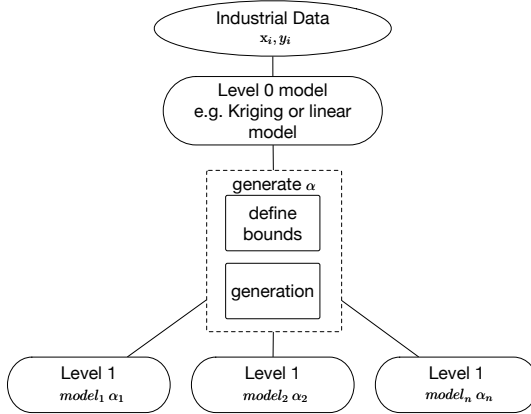 Industrial Data
xᵢ, yᵢ
Level 0 model
e.g. Kriging or linear
model
generate α
define
bounds
generation
Level 1
model₁ α₁
Level 1
model₂ α₂
Level 1
modelₙ αₙ